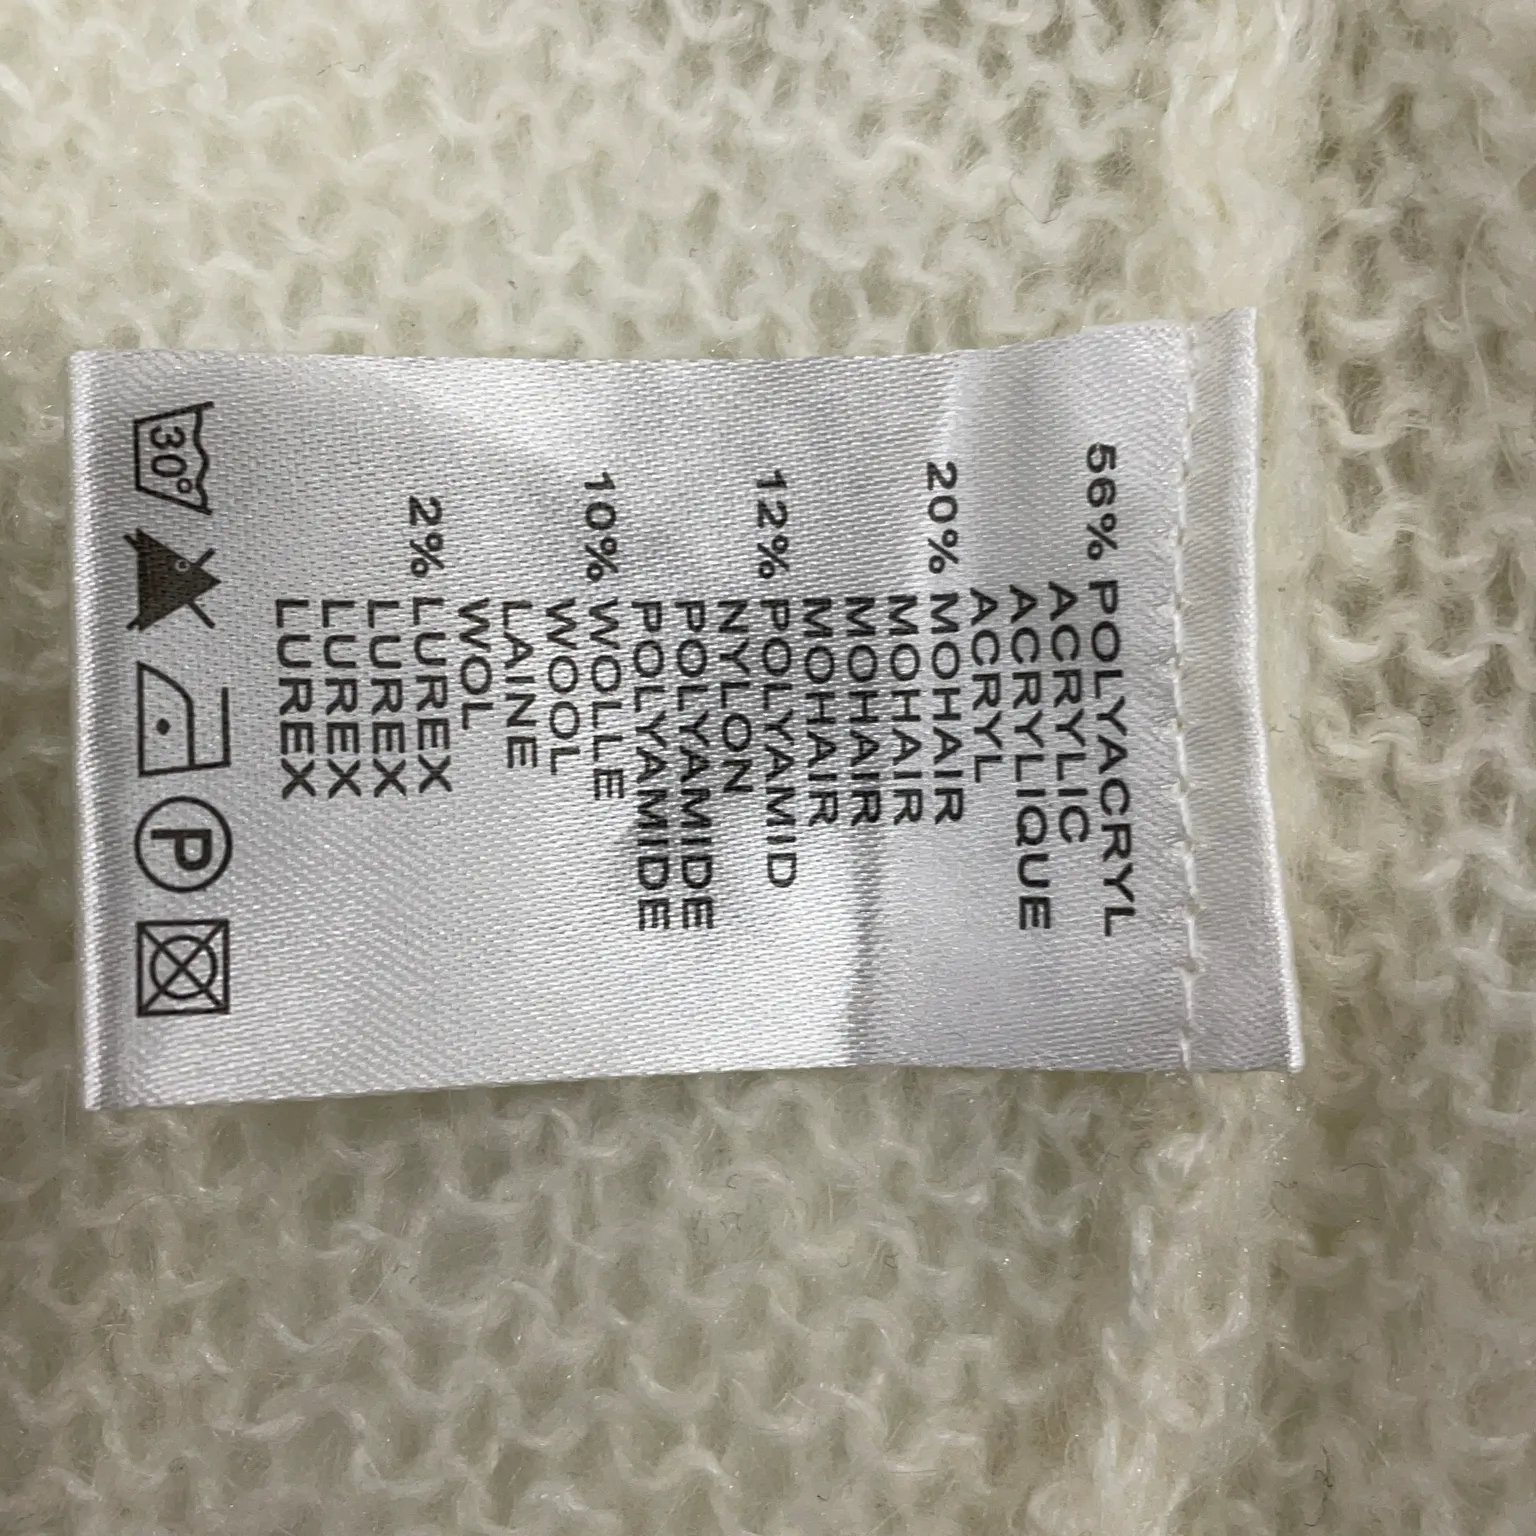 56% POLYACRYL
ACRYLIC
ACRYLIQUE
ACRYL
20% MOHAIR
MOHAIR
MOHAIR
MOHAIR
12% POLYAMID
NYLON
POLYAMIDE
POLYAMIDE
10% WOLLE
WOOL
LAINE
WOL
2% LUREX
LUREX
LUREX
LUREX
30° P